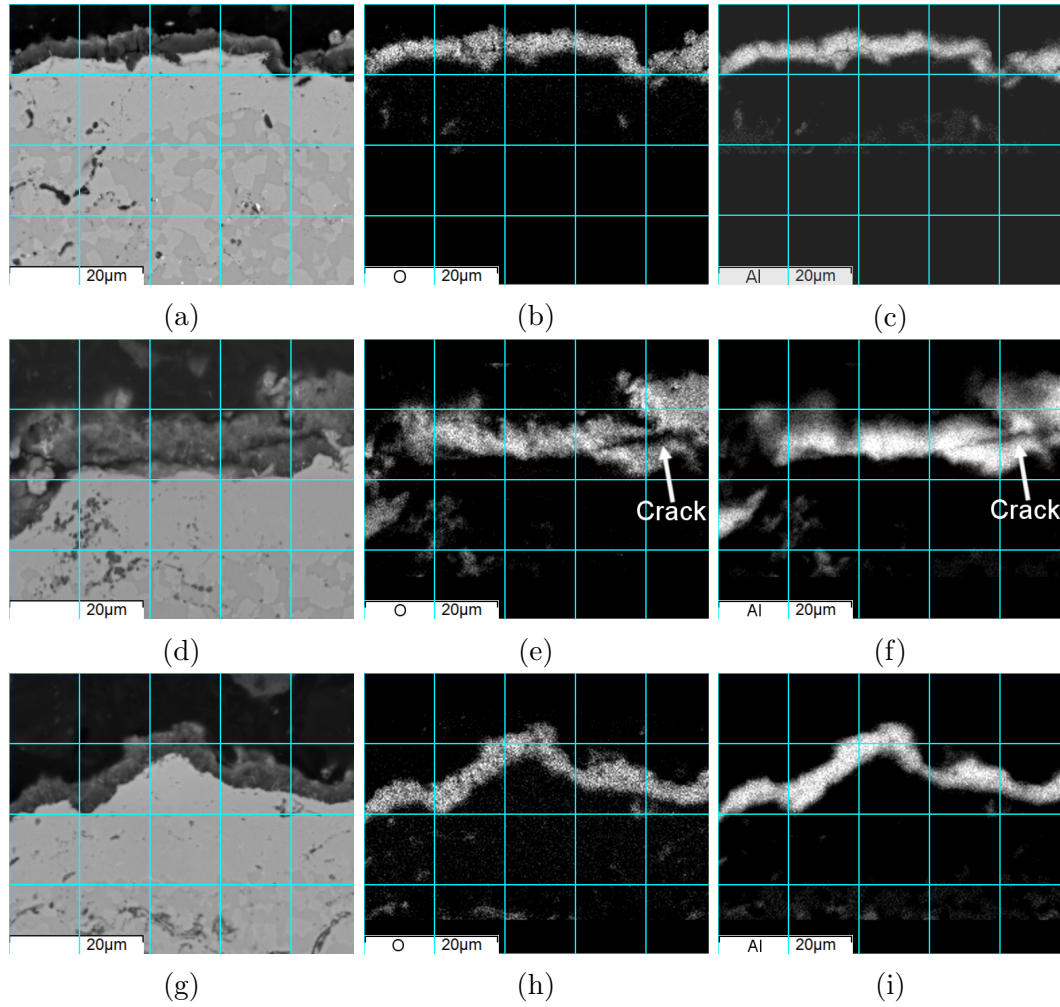 20μm
O 20μm
Al 20μm
(a) (b) (c)
Crack Crack
20μm
O 20μm
Al 20μm
(d) (e) (f)
20μm
O 20μm
Al 20μm
(g) (h) (i)